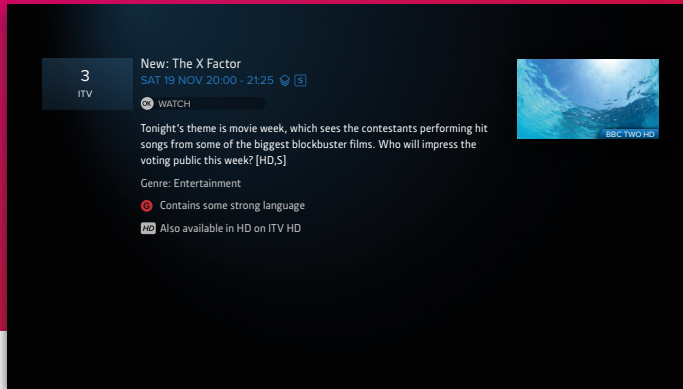 3
ITV
New: The X Factor
SAT 19 NOV 20:00 - 21:25 S
OK WATCH
Tonight's theme is movie week, which sees the contestants performing hit
songs from some of the biggest blockbuster films. Who will impress the
voting public this week? [HD,S]
Genre: Entertainment
G Contains some strong language
HD Also available in HD on ITV HD
BBC TWO HD